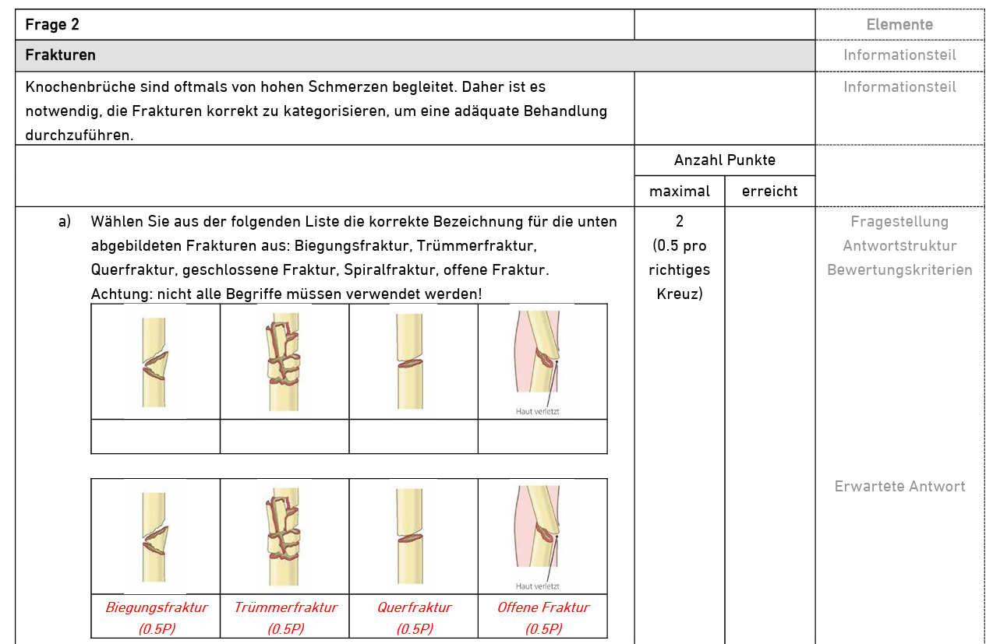 Frage 2
Elemente
Frakturen
Informationsteil
Knochenbrüche sind oftmals von hohen Schmerzen begleitet. Daher ist es
notwendig, die Frakturen korrekt zu kategorisieren, um eine adäquate Behandlung
durchzuführen.
Informationsteil
Anzahl Punkte
maximal
erreicht
a) Wählen Sie aus der folgenden Liste die korrekte Bezeichnung für die unten
abgebildeten Frakturen aus: Biegungsfraktur, Trümmerfraktur,
Querfraktur, geschlossene Fraktur, Spiralfraktur, offene Fraktur.
Achtung: nicht alle Begriffe müssen verwendet werden!
2
(0.5 pro
richtiges
Kreuz)
Fragestellung
Antwortstruktur
Bewertungskriterien
Haut verletzt
Erwartete Antwort
Haut verletzt
Biegungsfraktur
(0.5P)
Trümmerfraktur
(0.5P)
Querfraktur
(0.5P)
Offene Fraktur
(0.5P)